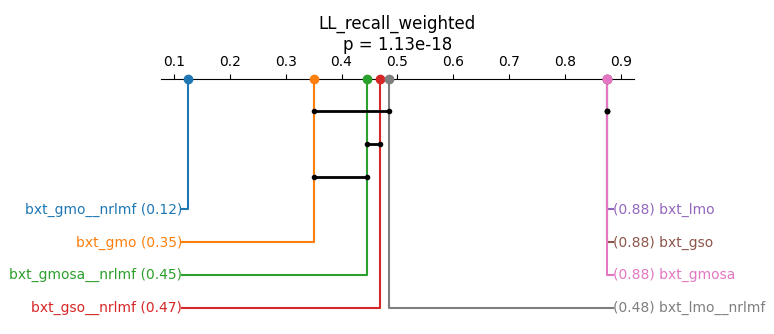 LL_recall_weighted
p = 1.13e-18
0.1 0.2 0.3 0.4 0.5 0.6 0.7 0.8 0.9
bxt_gmo__nrlmf (0.12) (0.88) bxt_lmo
bxt_gmo (0.35) (0.88) bxt_gso
bxt_gmosa__nrlmf (0.45) (0.88) bxt_gmosa
bxt_gso__nrlmf (0.47) (0.48) bxt_lmo__nrlmf